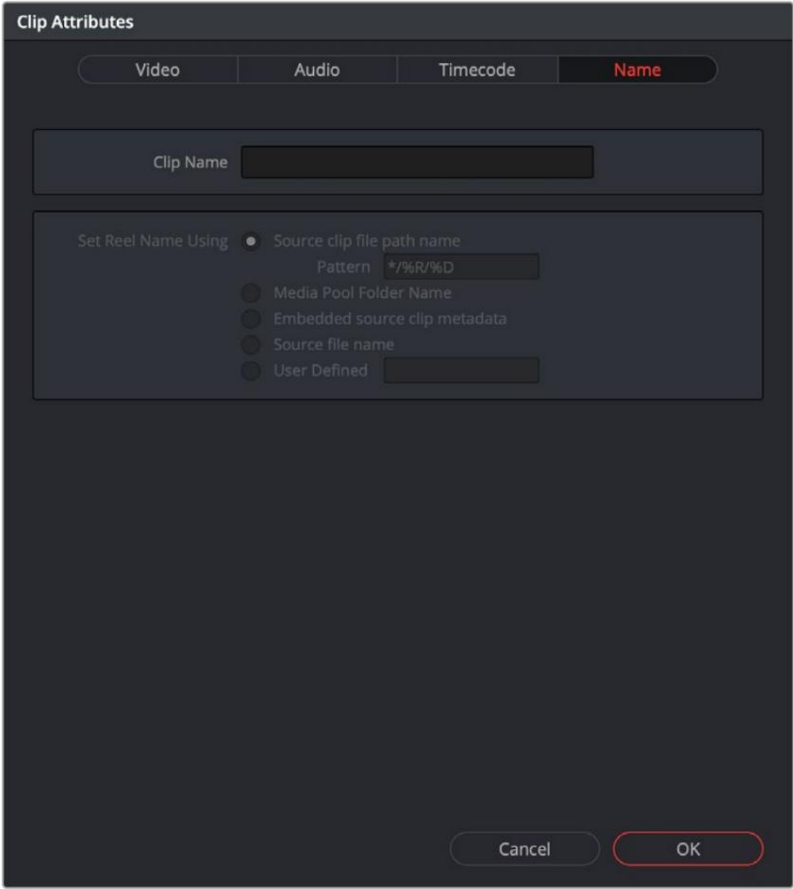 Clip Attributes
Video Audio Timecode Name
Clip Name
Set Reel Name Using Source clip file path name
Pattern */%R/%D
Media Pool Folder Name
Embedded source clip metadata
Source file name
User Defined
Cancel OK